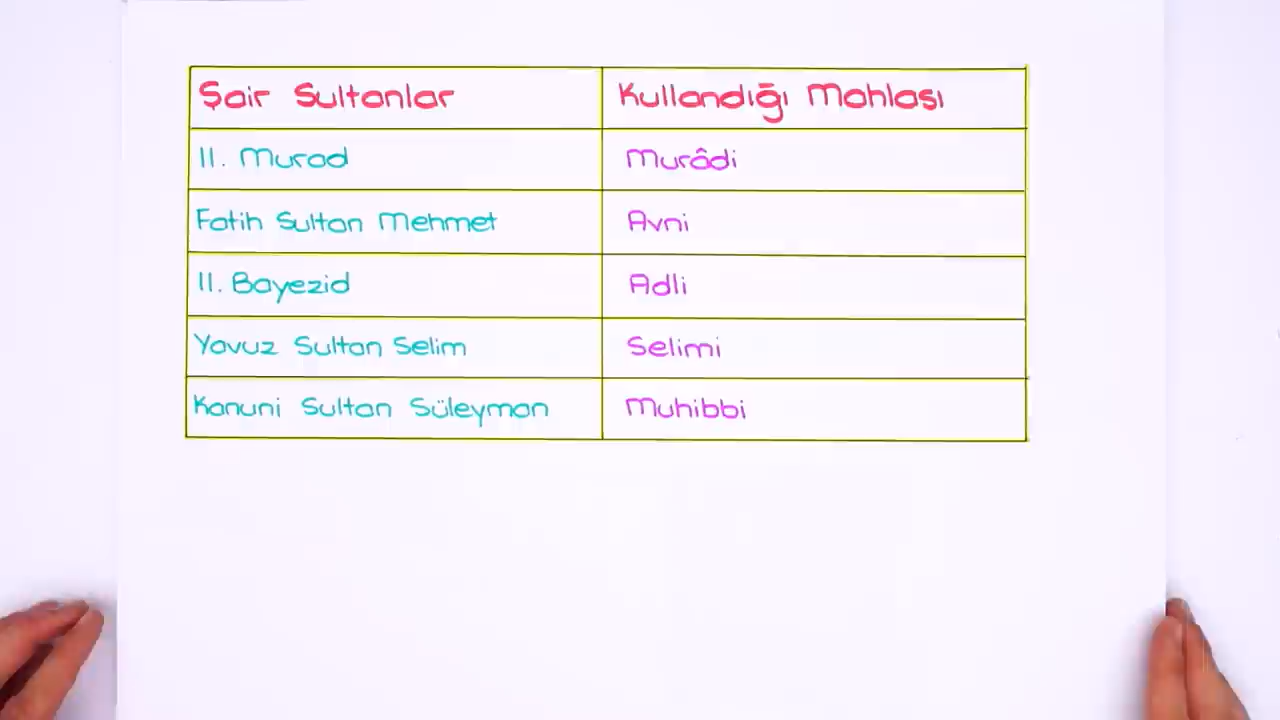 Şair Sultanlar Kullandığı Mahlası
II. Murad Murâdi
Fatih Sultan Mehmet Avni
II. Bayezid Adli
Yavuz Sultan Selim Selimi
Kanuni Sultan Süleyman Muhibbi